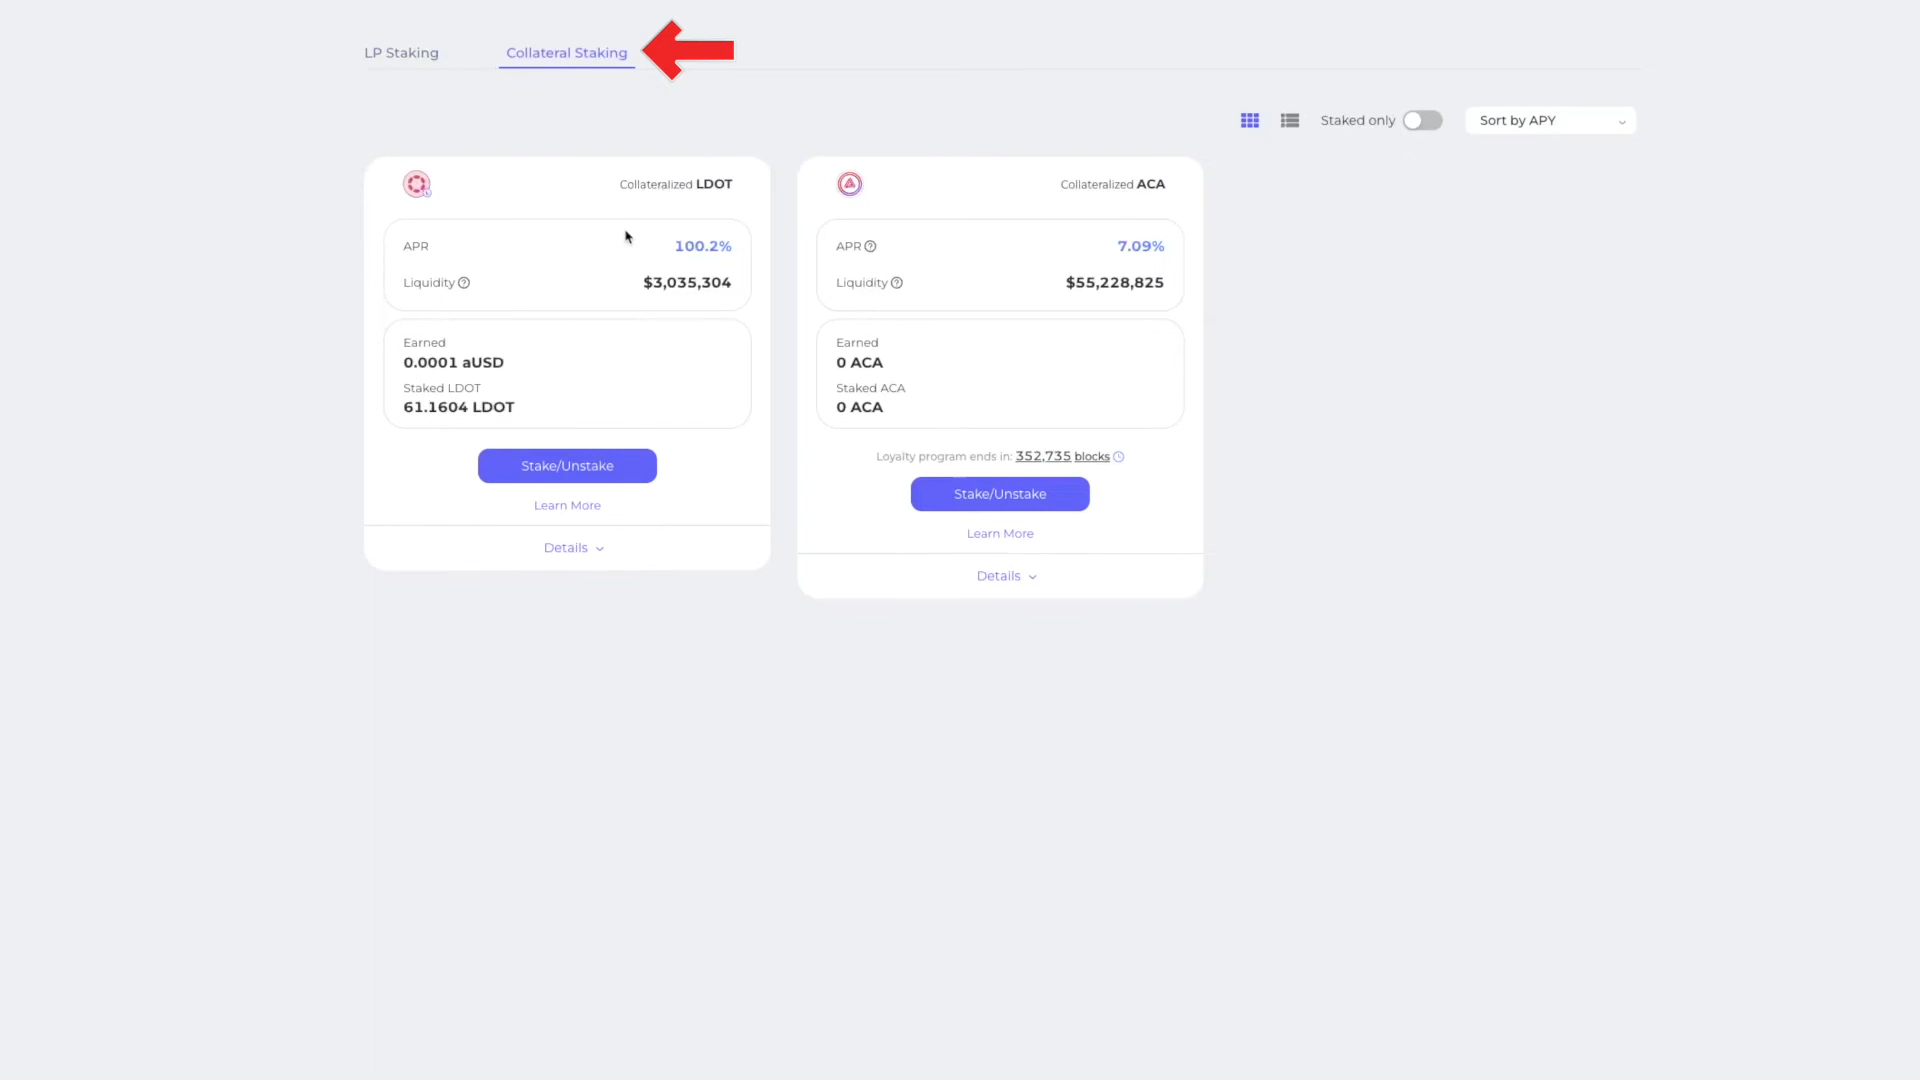 LP Staking
Collateral Staking
Staked only
Sort by APY
Collateralized LDOT
APR
100.2%
Liquidity
$3,035,304
Earned
0.0001 aUSD
Staked LDOT
61.1604 LDOT
Stake/Unstake
Learn More
Details
Collateralized ACA
APR
7.09%
Liquidity
$55,228,825
Earned
0 ACA
Staked ACA
0 ACA
Loyalty program ends in: 352,735 blocks
Stake/Unstake
Learn More
Details